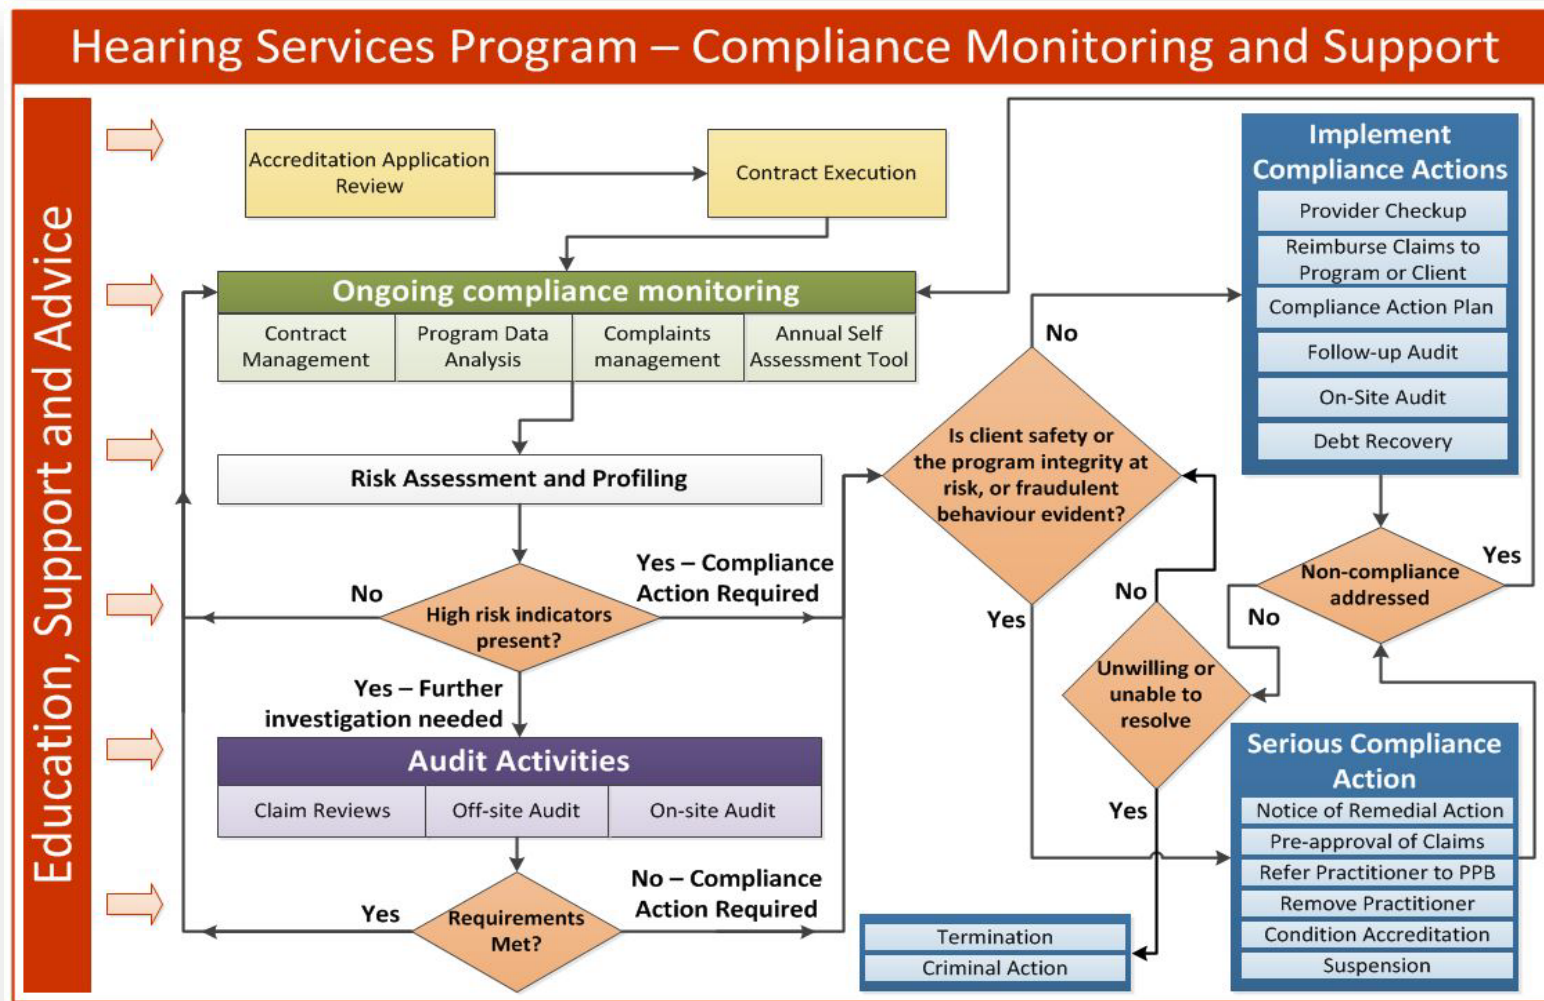 Hearing Services Program – Compliance Monitoring and Support
Education, Support and Advice
Accreditation Application
Review
Contract Execution
Ongoing compliance monitoring
Contract
Management
Program Data
Analysis
Complaints
management
Annual Self
Assessment Tool
Risk Assessment and Profiling
High risk indicators
present?
No
Yes – Compliance
Action Required
Yes – Further
investigation needed
Audit Activities
Claim Reviews
Off-site Audit
On-site Audit
Requirements
Met?
Yes
No – Compliance
Action Required
Is client safety or
the program integrity at
risk, or fraudulent
behaviour evident?
No
Yes
Implement
Compliance Actions
Provider Checkup
Reimburse Claims to
Program or Client
Compliance Action Plan
Follow-up Audit
On-Site Audit
Debt Recovery
Non-compliance
addressed
Yes
No
Unwilling or
unable to
resolve
No
Yes
Serious Compliance
Action
Notice of Remedial Action
Pre-approval of Claims
Refer Practitioner to PPB
Remove Practitioner
Condition Accreditation
Suspension
Termination
Criminal Action